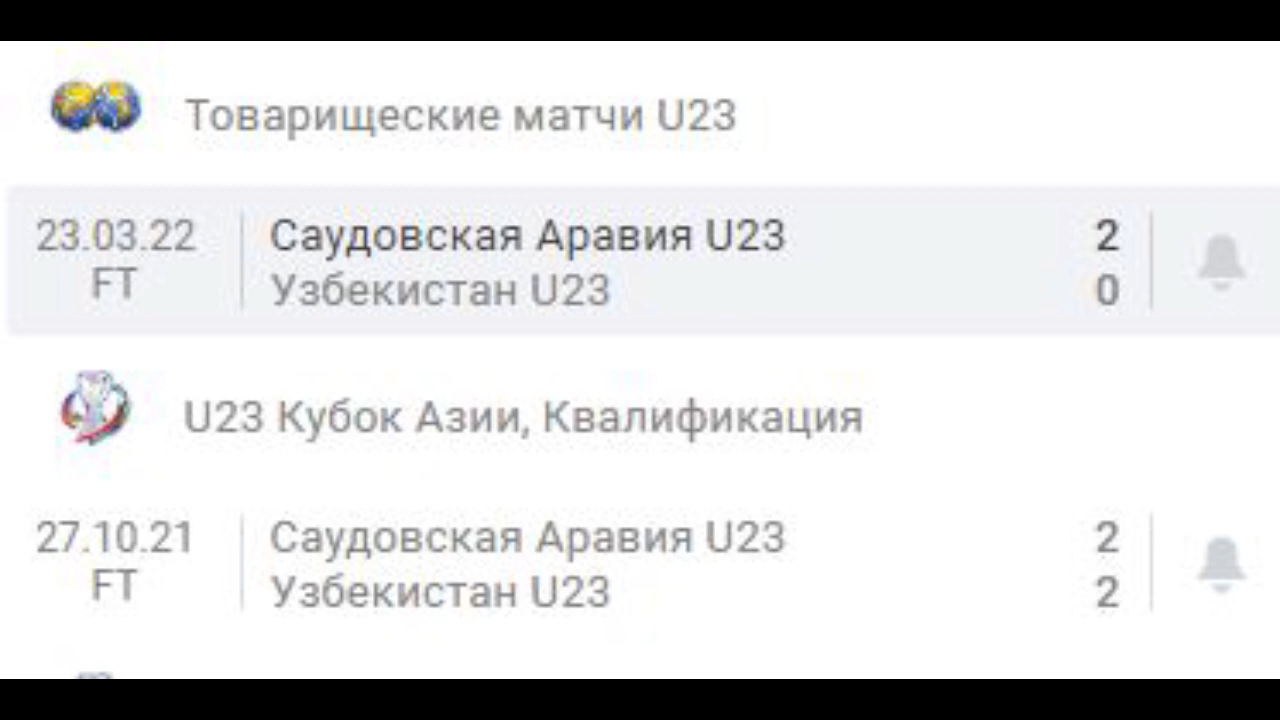 Товарищеские матчи U23
23.03.22
FT
Саудовская Аравия U23 2
Узбекистан U23 0
U23 Кубок Азии, Квалификация
27.10.21
FT
Саудовская Аравия U23 2
Узбекистан U23 2